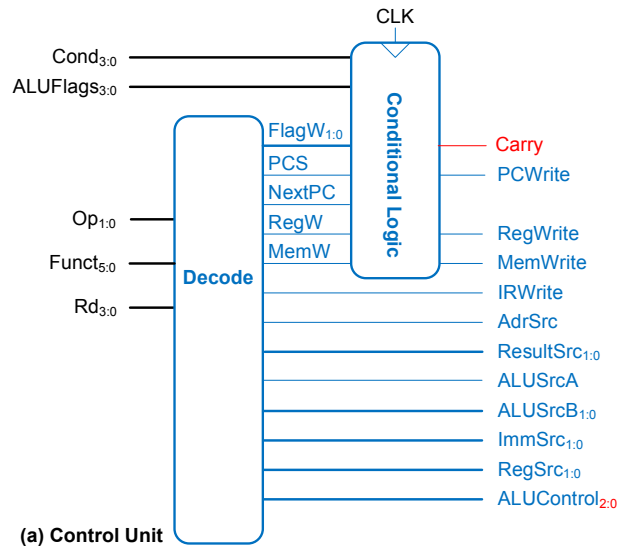 CLK
Cond3:0
ALUFlags3:0
Conditional Logic
FlagW1:0
Carry
PCS
PCWrite
NextPC
Op1:0
RegW
RegWrite
Funct5:0
MemW
MemWrite
Decode
IRWrite
Rd3:0
AdrSrc
ResultSrc1:0
ALUSrcA
ALUSrcB1:0
ImmSrc1:0
RegSrc1:0
ALUControl2:0
(a) Control Unit